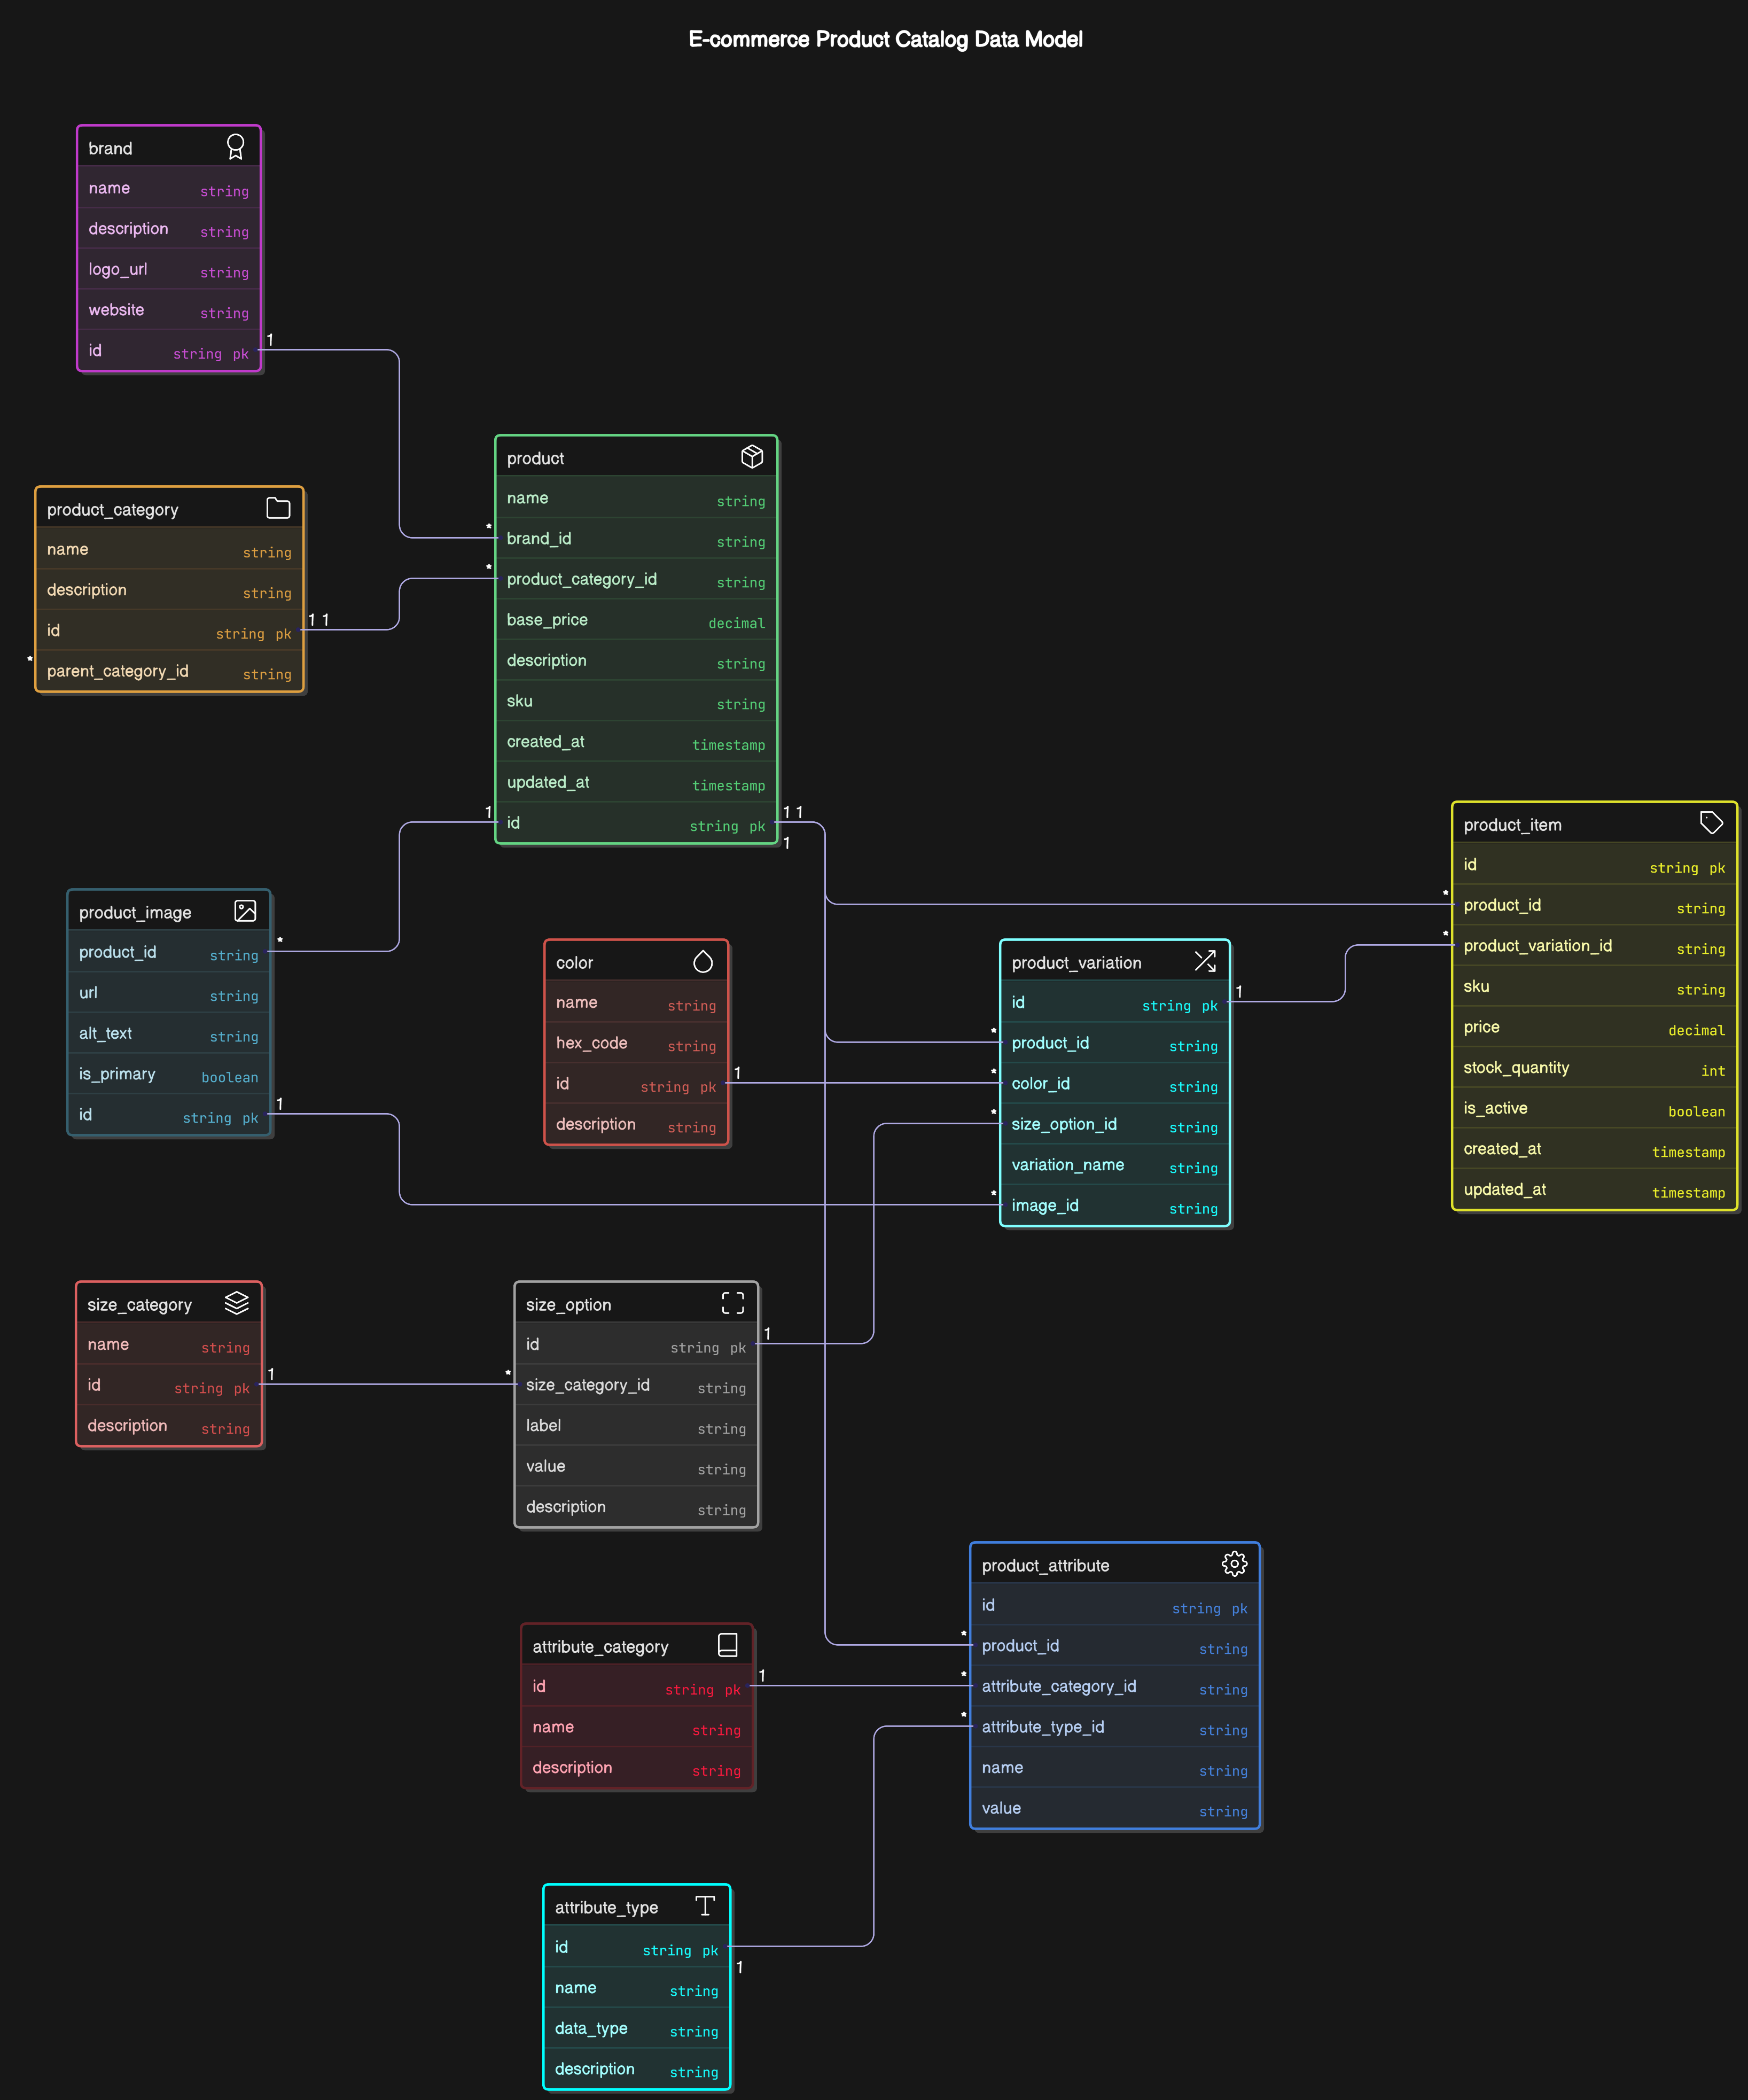 E-commerce Product Catalog Data Model
brand
name string
description string
logo_url string
website string
id string pk
1
product_category
name string
description string
id string pk
1 1
* parent_category_id string
product
name string
* brand_id string
* product_category_id string
base_price decimal
description string
sku string
created_at timestamp
updated_at timestamp
1 id string pk 1 1
1
product_image
product_id string *
url string
alt_text string
is_primary boolean
id string pk 1
color
name string
hex_code string
id string pk 1
description string
product_variation
id string pk 1
* product_id string
* color_id string
* size_option_id string
variation_name string
* image_id string
product_item
id string pk
* product_id string
* product_variation_id string
sku string
price decimal
stock_quantity int
is_active boolean
created_at timestamp
updated_at timestamp
size_category
name string
id string pk 1
description string
size_option
id string pk 1
* size_category_id string
label string
value string
description string
attribute_category
id string pk 1
name string
description string
product_attribute
id string pk
* product_id string
* attribute_category_id string
* attribute_type_id string
name string
value string
attribute_type
id string pk
1
name string
data_type string
description string